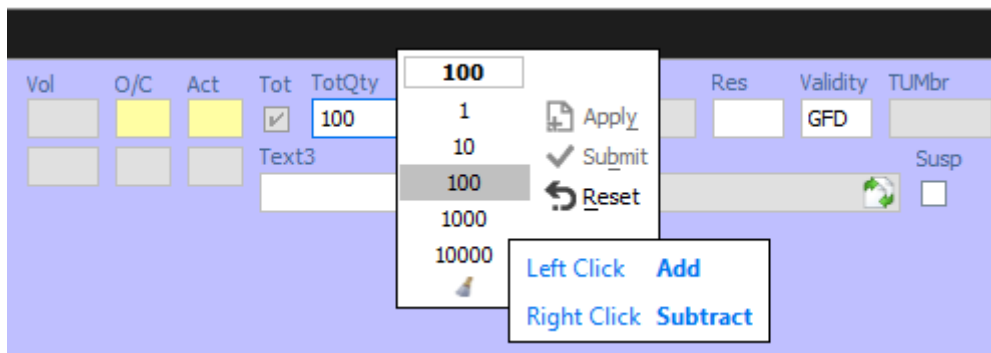 Vol O/C Act Tot TotQty Res Validity TUMbr
100 GFD
Text3 Susp
100
1
10
100
1000
10000
Apply
Submit
Reset
Left Click Add
Right Click Subtract